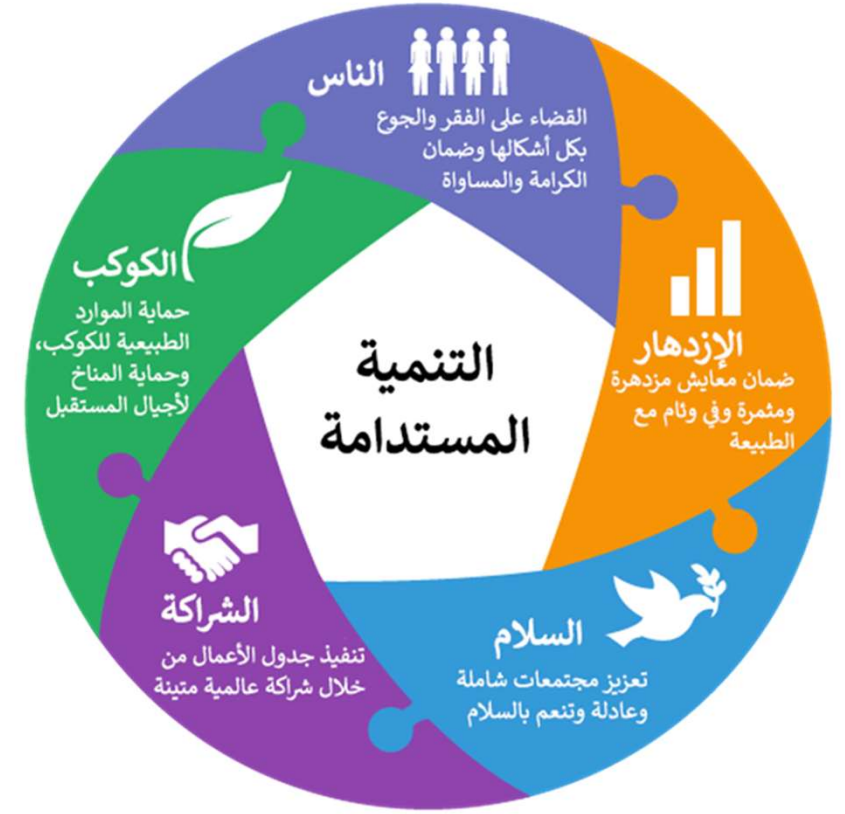 الناس
القضاء على الفقر والجوع
بكل أشكالها وضمان
الكرامة والمساواة
الإزدهار
ضمان معايش مزدهرة
ومثمرة وفي وئام مع
الطبيعة
السلام
تعزيز مجتمعات شاملة
وعادلة وتنعم بالسلام
الشراكة
تنفيذ جدول الأعمال من
خلال شراكة عالمية متينة
الكوكب
حماية الموارد
الطبيعية للكوكب،
وحماية المناخ
لأجيال المستقبل
التنمية
المستدامة